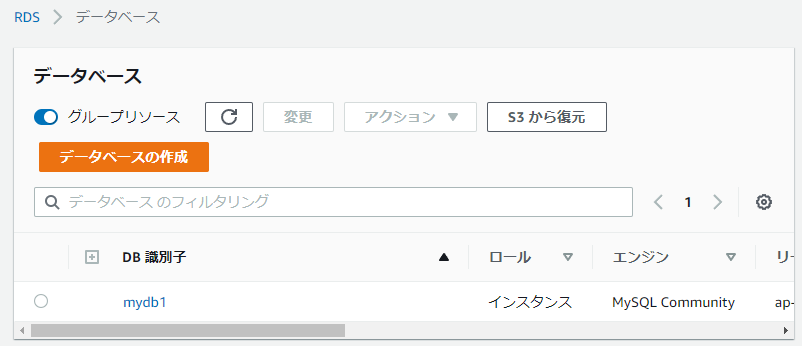 RDS > データベース
データベース
グループリソース 変更 アクション S3 から復元
データベースの作成
データベース のフィルタリング 1
DB 識別子 ロール エンジン リー
mydb1 インスタンス MySQL Community ap-